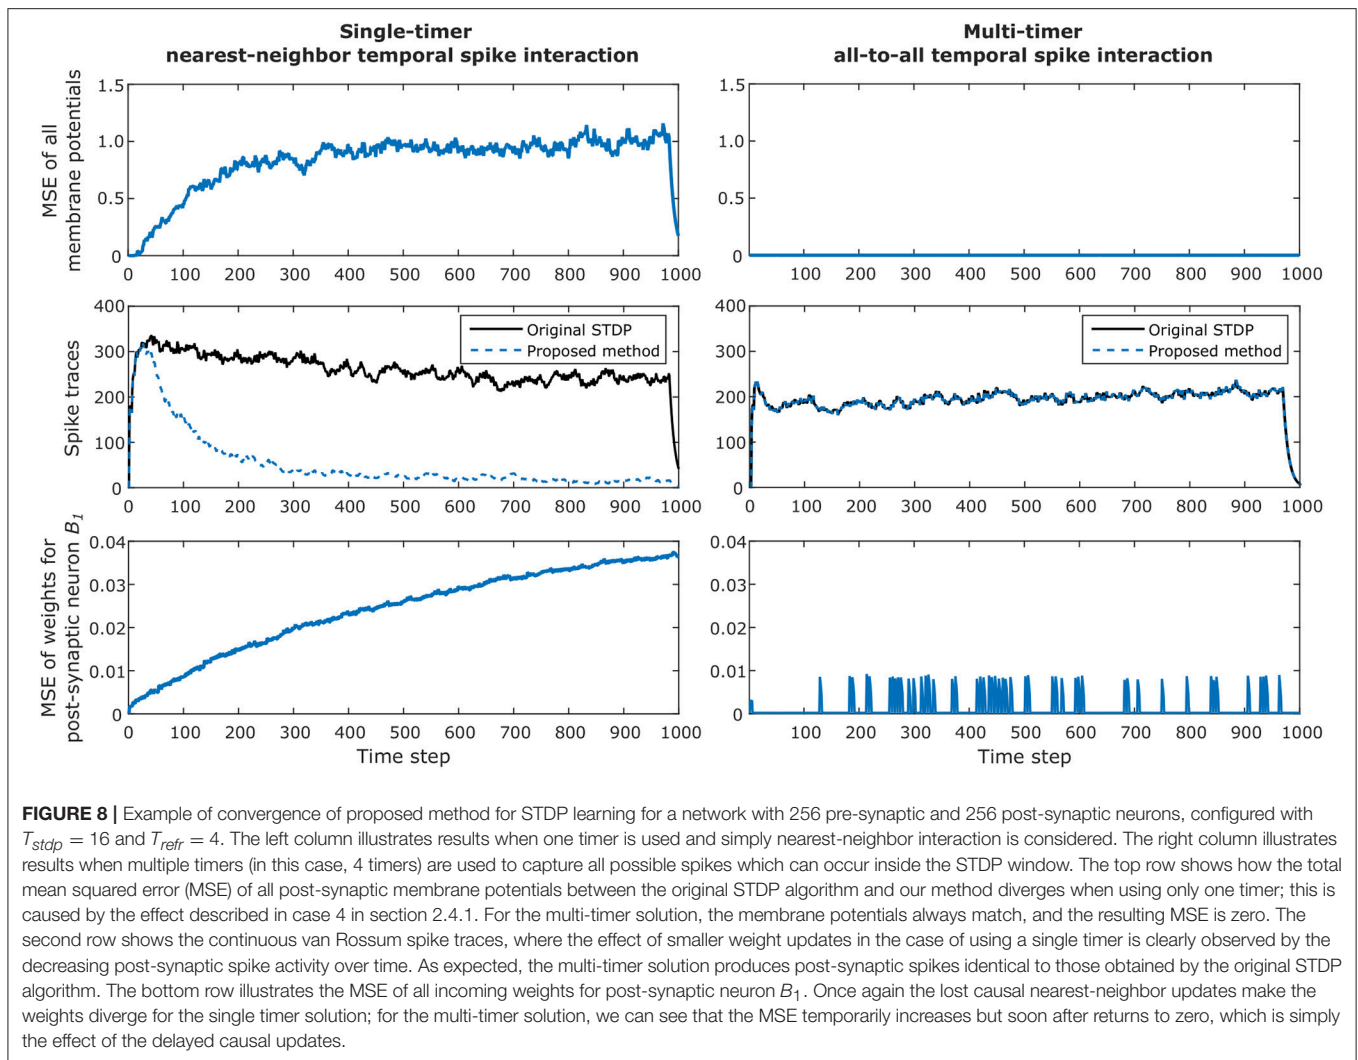 Single-timer
nearest-neighbor temporal spike interaction
Multi-timer
all-to-all temporal spike interaction
MSE of all
membrane potentials
1.5
1.0
0.5
0
0 100 200 300 400 500 600 700 800 900 1000
1.5
1.0
0.5
0
100 200 300 400 500 600 700 800 900 1000
Spike traces
400
300
200
100
0
Original STDP
Proposed method
0 100 200 300 400 500 600 700 800 900 1000
400
300
200
100
0
Original STDP
Proposed method
0 100 200 300 400 500 600 700 800 900 1000
MSE of weights for
post-synaptic neuron B1
0.04
0.03
0.02
0.01
0
0 100 200 300 400 500 600 700 800 900 1000
Time step
0.04
0.03
0.02
0.01
0
100 200 300 400 500 600 700 800 900 1000
Time step
FIGURE 8 | Example of convergence of proposed method for STDP learning for a network with 256 pre-synaptic and 256 post-synaptic neurons, configured with
Tstdp = 16 and Trefr = 4. The left column illustrates results when one timer is used and simply nearest-neighbor interaction is considered. The right column illustrates
results when multiple timers (in this case, 4 timers) are used to capture all possible spikes which can occur inside the STDP window. The top row shows how the total
mean squared error (MSE) of all post-synaptic membrane potentials between the original STDP algorithm and our method diverges when using only one timer; this is
caused by the effect described in case 4 in section 2.4.1. For the multi-timer solution, the membrane potentials always match, and the resulting MSE is zero. The
second row shows the continuous van Rossum spike traces, where the effect of smaller weight updates in the case of using a single timer is clearly observed by the
decreasing post-synaptic spike activity over time. As expected, the multi-timer solution produces post-synaptic spikes identical to those obtained by the original STDP
algorithm. The bottom row illustrates the MSE of all incoming weights for post-synaptic neuron B1. Once again the lost causal nearest-neighbor updates make the
weights diverge for the single timer solution; for the multi-timer solution, we can see that the MSE temporarily increases but soon after returns to zero, which is simply
the effect of the delayed causal updates.